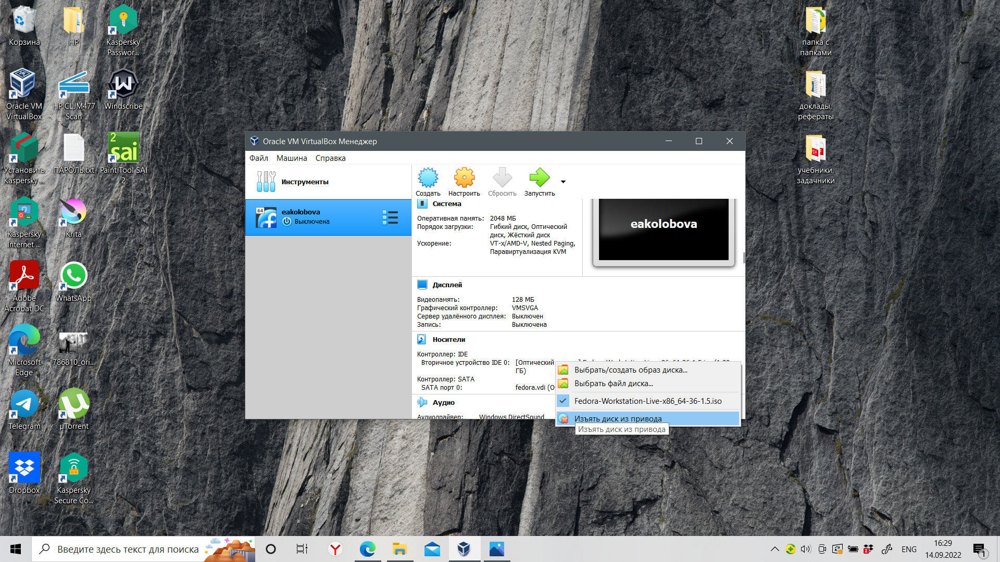 Корзина
HP
Kaspersky
Passwor...
Oracle VM
VirtualBox
HP CLJM477
Scan
Windscribe
Установить
Kaspersky ...
ПАРОЛЬ.txt
2
sai
Paint Tool SAI
2
Kaspersky
Internet ...
Krita
Adobe
Acrobat DC
WhatsApp
Microsoft
Edge
786810_ori...
Telegram
µTorrent
Dropbox
Kaspersky
Secure Co...
папка с
папками
доклады,
рефераты
PDF
учебники,
задачники
Oracle VM VirtualBox Менеджер
Файл Машина Справка
Инструменты
64
eakolobova
Выключена
Создать Настроить Сбросить Запустить
Система
Оперативная память: 2048 МБ
Порядок загрузки: Гибкий диск, Оптический
диск, Жёсткий диск
Ускорение: VT-x/AMD-V, Nested Paging,
Паравиртуализация KVM
eakolobova
Дисплей
Видеопамять: 128 МБ
Графический контроллер: VMSVGA
Сервер удалённого дисплея: Выключен
Запись: Выключена
Носители
Контроллер: IDE
Вторичное устройство IDE 0: [Оптический
ГБ)
Контроллер: SATA
SATA порт 0: fedora.vdi (О
Аудио
Аудиодрайвер: Windows DirectSound
Выбрать/создать образ диска...
Выбрать файл диска...
Fedora-Workstation-Live-x86_64-36-1.5.iso
Изъять диск из привода
Изъять диск из привода
Введите здесь текст для поиска
2
ENG
16:29
14.09.2022
1